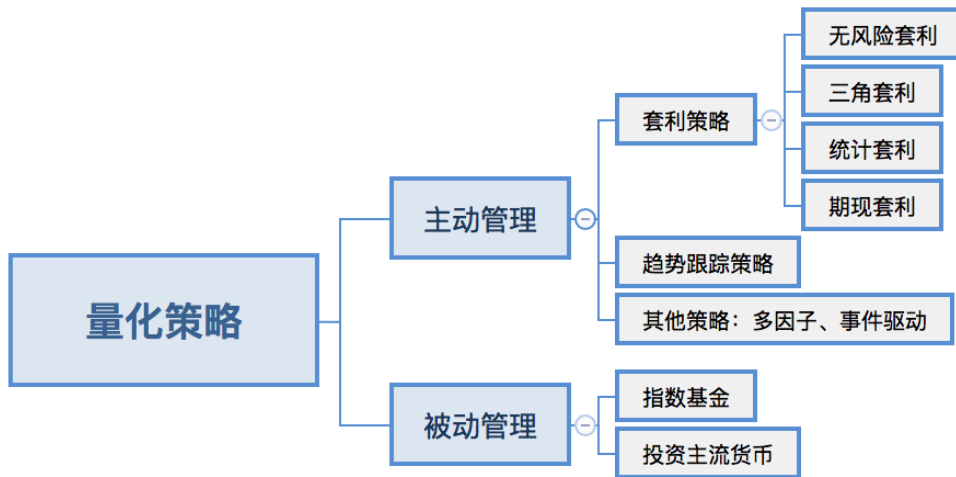 量化策略
主动管理
套利策略
无风险套利
三角套利
统计套利
期现套利
趋势跟踪策略
其他策略：多因子、事件驱动
被动管理
指数基金
投资主流货币